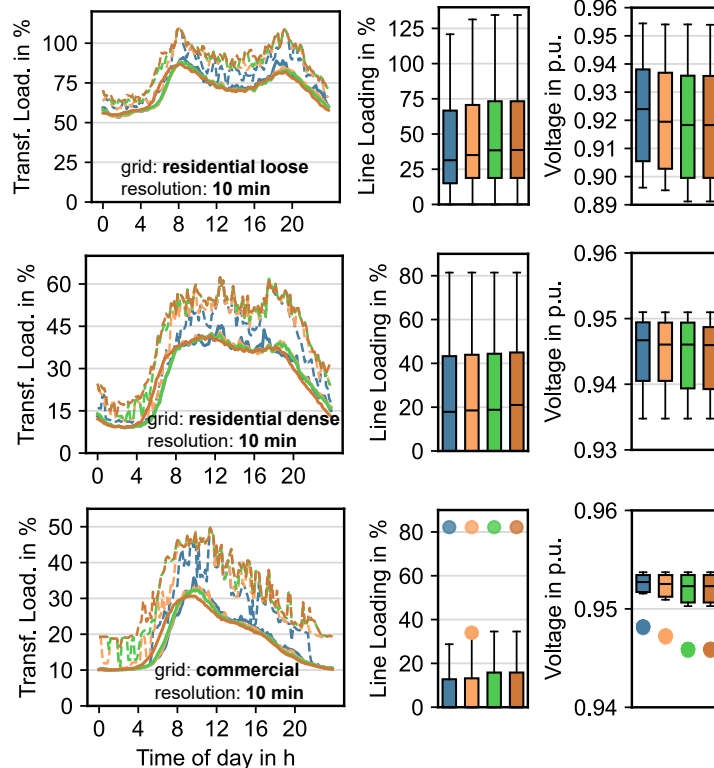 Transf. Load. in %
100
75
50
25
0
grid: residential loose
resolution: 10 min
0 4 8 12 16 20
Line Loading in %
125
100
75
50
25
0
Voltage in p.u.
0.96
0.95
0.94
0.93
0.92
0.91
0.90
0.89
Transf. Load. in %
60
45
30
15
0
grid: residential dense
resolution: 10 min
0 4 8 12 16 20
Line Loading in %
80
60
40
20
0
Voltage in p.u.
0.96
0.95
0.94
0.93
Transf. Load. in %
50
40
30
20
10
0
grid: commercial
resolution: 10 min
0 4 8 12 16 20
Time of day in h
Line Loading in %
80
60
40
20
0
Voltage in p.u.
0.96
0.95
0.94